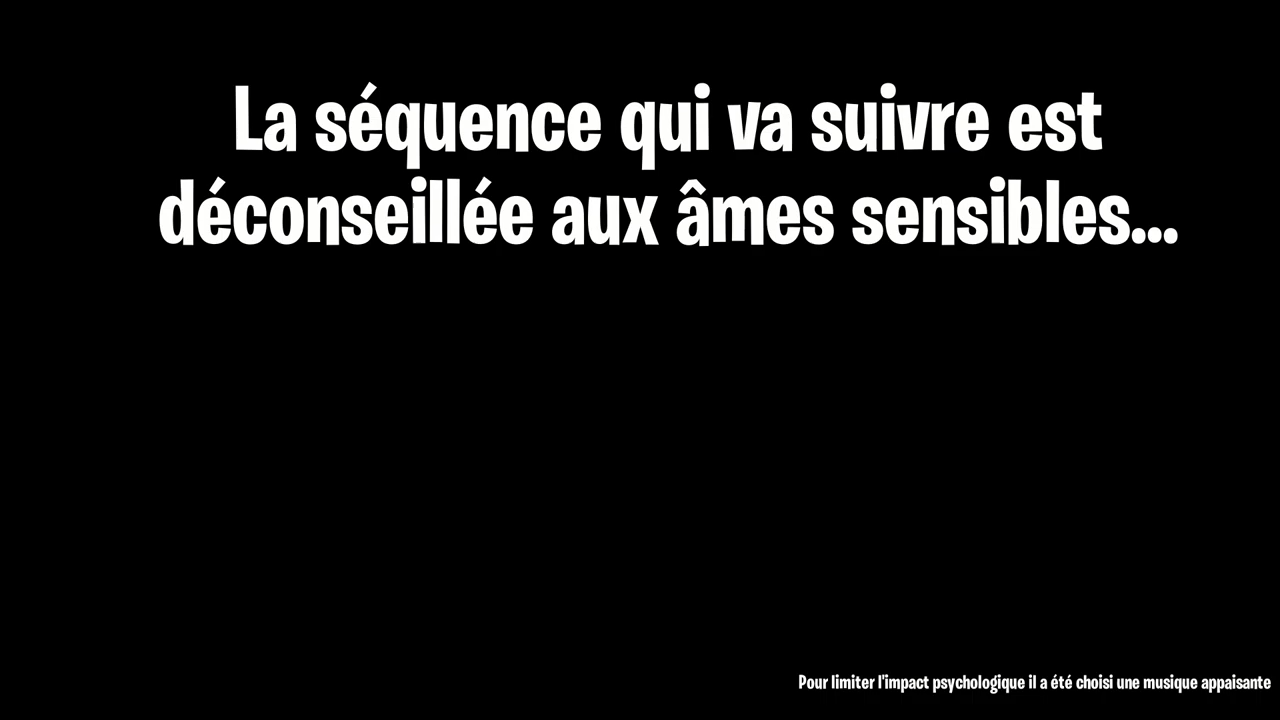 La séquence qui va suivre est
déconseillée aux âmes sensibles...
Pour limiter l'impact psychologique il a été choisi une musique appaisante